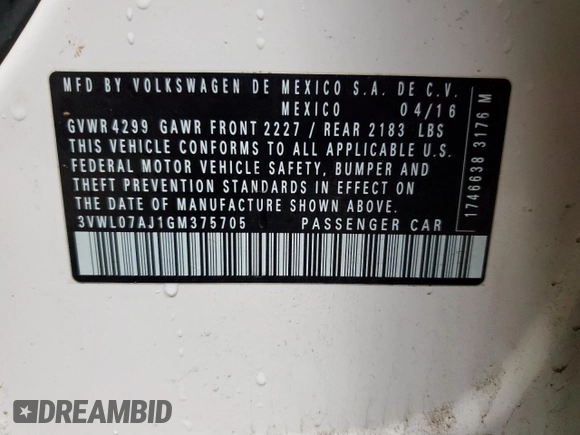 MFD BY VOLKSWAGEN DE MEXICO S.A. DE C.V.
MEXICO 04/16
GVWR 4299 GAWR FRONT 2227 / REAR 2183 LBS
THIS VEHICLE CONFORMS TO ALL APPLICABLE U.S.
FEDERAL MOTOR VEHICLE SAFETY, BUMPER AND
THEFT PREVENTION STANDARDS IN EFFECT ON
THE DATE OF MANUFACTURE SHOWN ABOVE.
3VWL07AJ1GM375705 PASSENGER CAR
1746638 3176 M
DREAMBID